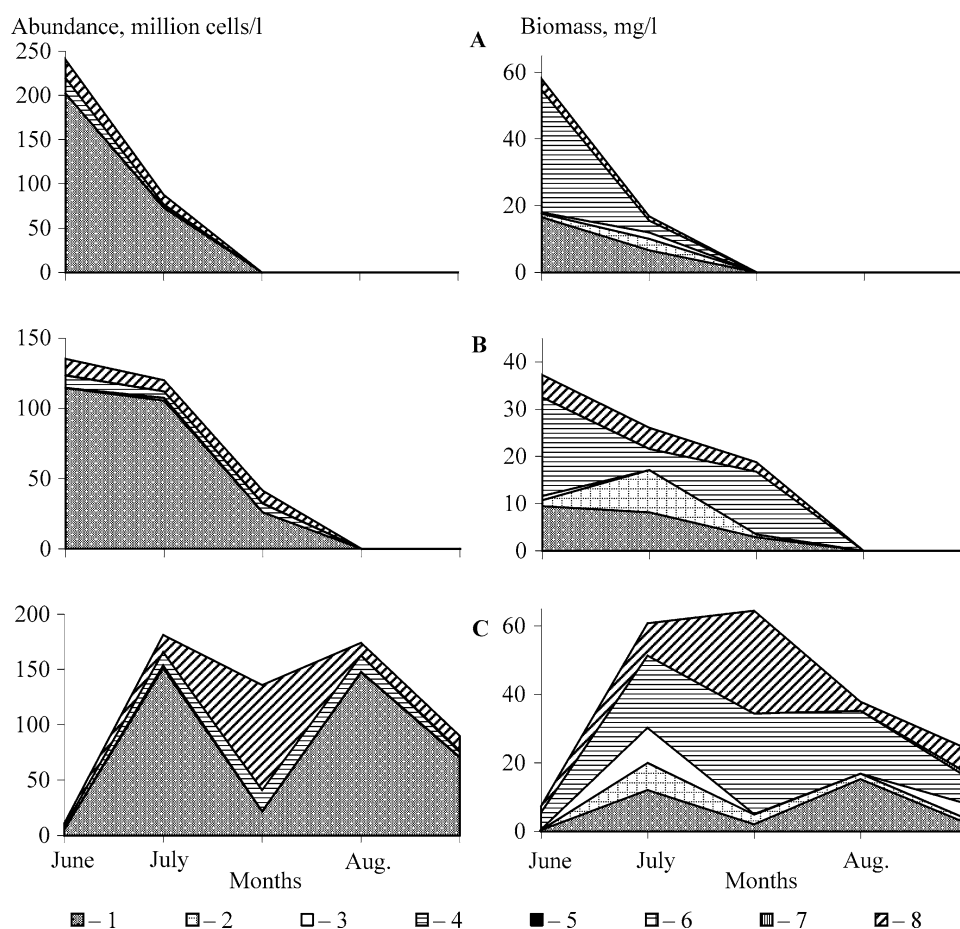 Abundance, million cells/l
Biomass, mg/l
A
250
200
150
100
50
0
60
40
20
0
B
150
100
50
0
40
30
20
10
0
C
200
150
100
50
0
June July Aug.
Months
60
40
20
0
June July Aug.
Months
– 1 – 2 – 3 – 4 – 5 – 6 – 7 – 8